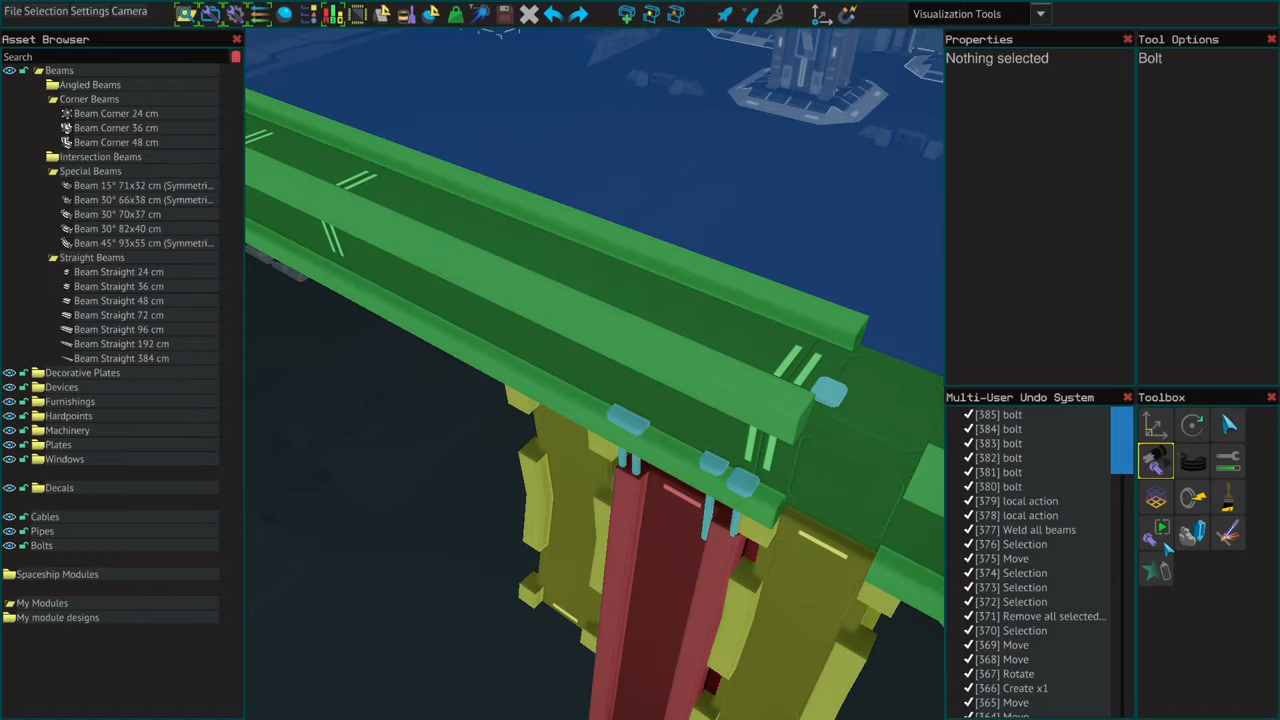 File Selection Settings Camera
Visualization Tools
Asset Browser
Search
Beams
Angled Beams
Corner Beams
Beam Corner 24 cm
Beam Corner 36 cm
Beam Corner 48 cm
Intersection Beams
Special Beams
Beam 15° 71x32 cm (Symmetri...
Beam 30° 66x38 cm (Symmetri...
Beam 30° 70x37 cm
Beam 30° 82x40 cm
Beam 45° 93x55 cm (Symmetri...
Straight Beams
Beam Straight 24 cm
Beam Straight 36 cm
Beam Straight 48 cm
Beam Straight 72 cm
Beam Straight 96 cm
Beam Straight 192 cm
Beam Straight 384 cm
Decorative Plates
Devices
Furnishings
Hardpoints
Machinery
Plates
Windows
Decals
Cables
Pipes
Bolts
Spaceship Modules
My Modules
My module designs
Properties
Nothing selected
Tool Options
Bolt
Multi-User Undo System
[385] bolt
[384] bolt
[383] bolt
[382] bolt
[381] bolt
[380] bolt
[379] local action
[378] local action
[377] Weld all beams
[376] Selection
[375] Move
[374] Selection
[373] Selection
[372] Selection
[371] Remove all selected...
[370] Selection
[369] Move
[368] Move
[367] Rotate
[366] Create x1
[365] Move
[364] Move
Toolbox